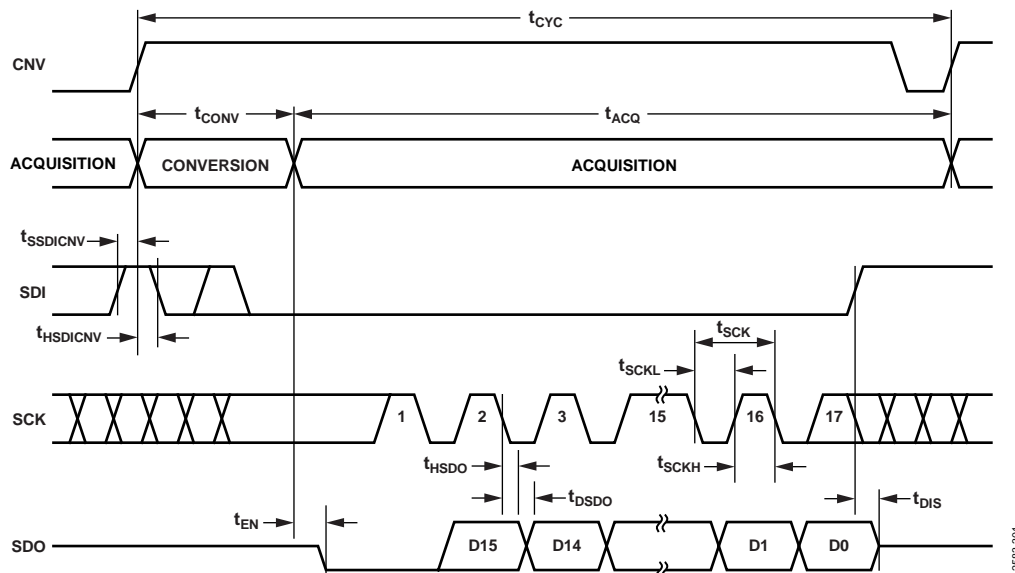 tCYC
CNV
tCONV
tACQ
ACQUISITION
CONVERSION
ACQUISITION
tSSDICNV
SDI
tHSDICNV
tSCK
tSCKL
SCK
1
2
3
15
16
17
tHSDO
tSCKH
tDSDO
tDIS
tEN
SDO
D15
D14
D1
D0